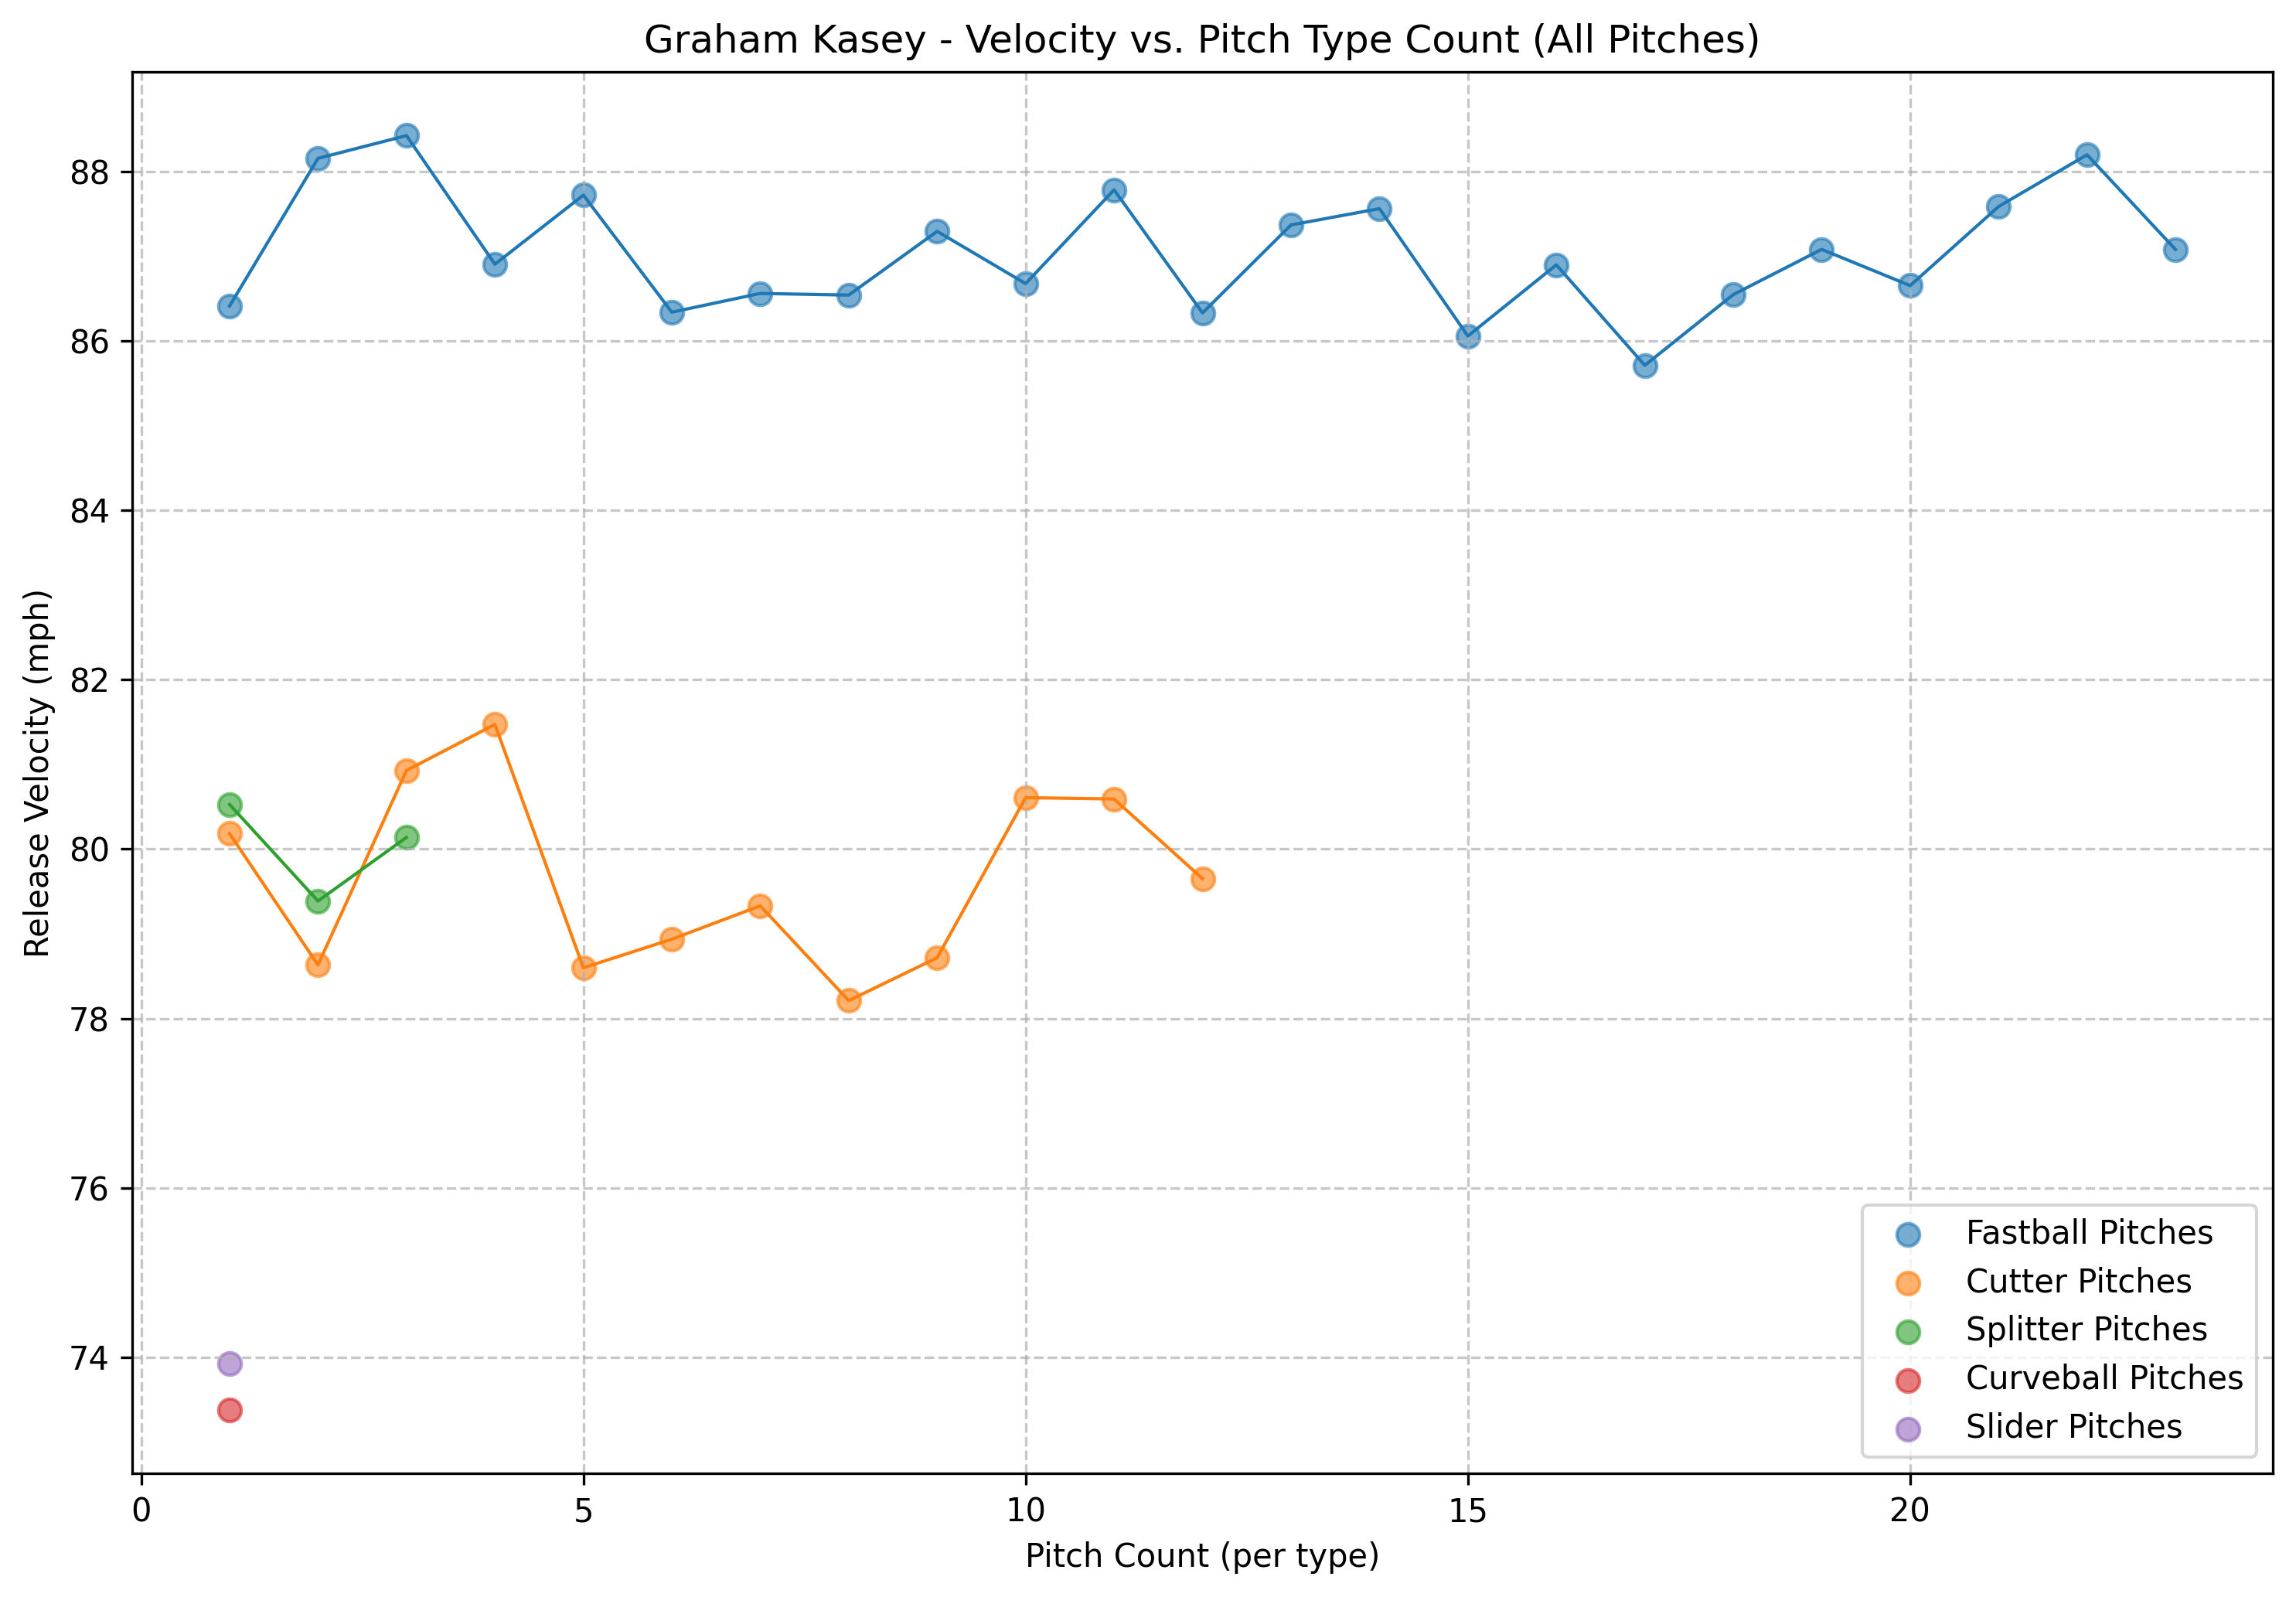 Graham Kasey - Velocity vs. Pitch Type Count (All Pitches)
Release Velocity (mph)
88
86
84
82
80
78
76
74
0 5 10 15 20
Pitch Count (per type)
Fastball Pitches
Cutter Pitches
Splitter Pitches
Curveball Pitches
Slider Pitches